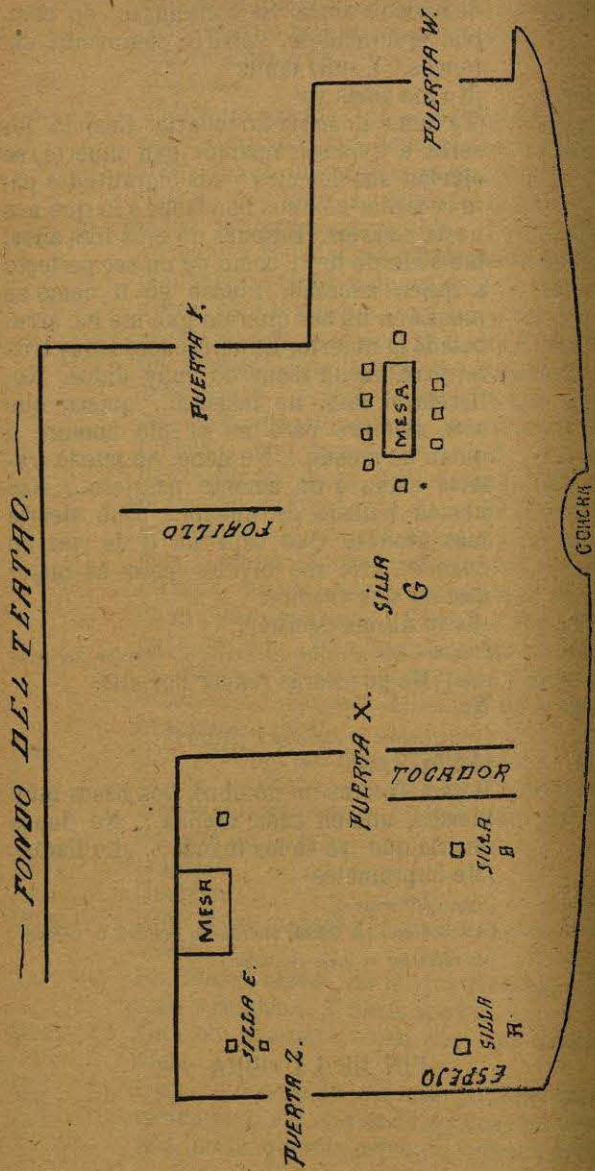 FONDO DEL TEATRO.
PUERTA W.
PUERTA Y.
FORILLO
MESA
SILLA
G
PUERTA X.
TOCADOR
MESA
SILLA E.
SILLA
B
PUERTA Z.
ESPEJO
SILLA
A
CONCHA